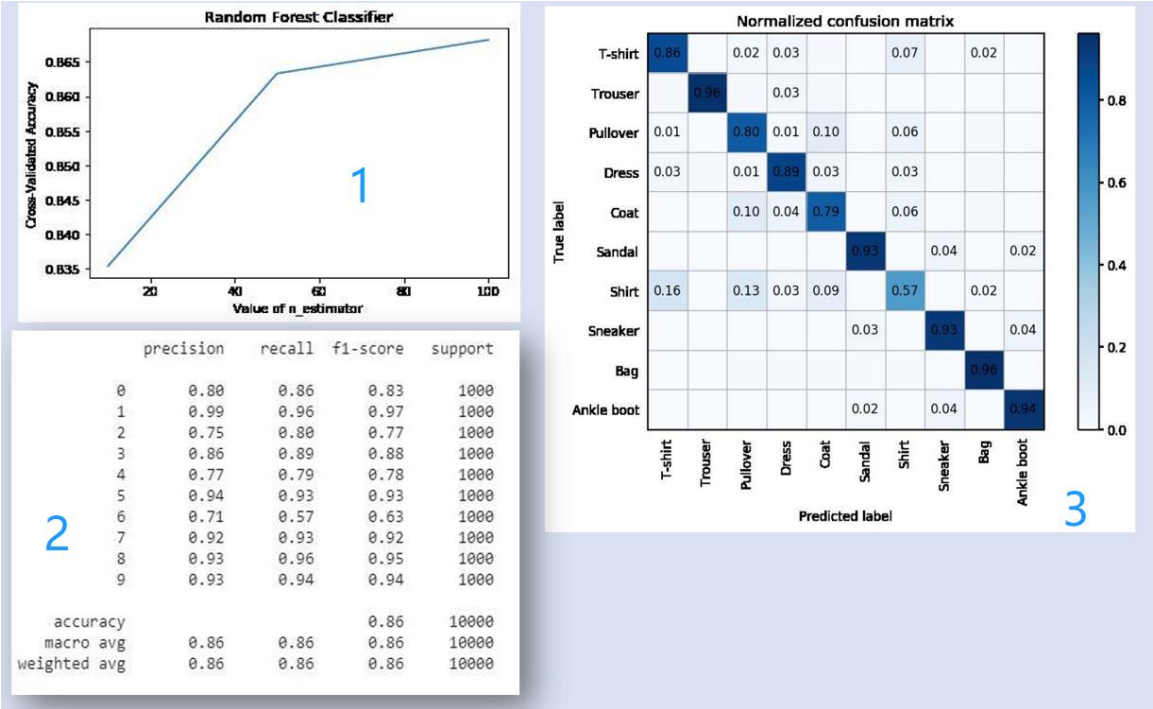 Random Forest Classifier
0.865
0.860
0.855
0.850
0.845
0.840
0.835
Cross-Validated Accuracy
20 40 60 80 100
Value of n_estimator
1
precision recall f1-score support
0 0.80 0.86 0.83 1000
1 0.99 0.96 0.97 1000
2 0.75 0.80 0.77 1000
3 0.86 0.89 0.88 1000
4 0.77 0.79 0.78 1000
5 0.94 0.93 0.93 1000
6 0.71 0.57 0.63 1000
7 0.92 0.93 0.92 1000
8 0.93 0.96 0.95 1000
9 0.93 0.94 0.94 1000
accuracy 0.86 10000
macro avg 0.86 0.86 0.86 10000
weighted avg 0.86 0.86 0.86 10000
2
Normalized confusion matrix
True label
T-shirt 0.86 0.02 0.03 0.07 0.02
Trouser 0.96 0.03
Pullover 0.01 0.80 0.01 0.10 0.06
Dress 0.03 0.01 0.89 0.03 0.03
Coat 0.10 0.04 0.79 0.06
Sandal 0.93 0.04 0.02
Shirt 0.16 0.13 0.03 0.09 0.57 0.02
Sneaker 0.03 0.93 0.04
Bag 0.96
Ankle boot 0.02 0.04 0.94
T-shirt Trouser Pullover Dress Coat Sandal Shirt Sneaker Bag Ankle boot
Predicted label
0.8
0.6
0.4
0.2
0.0
3